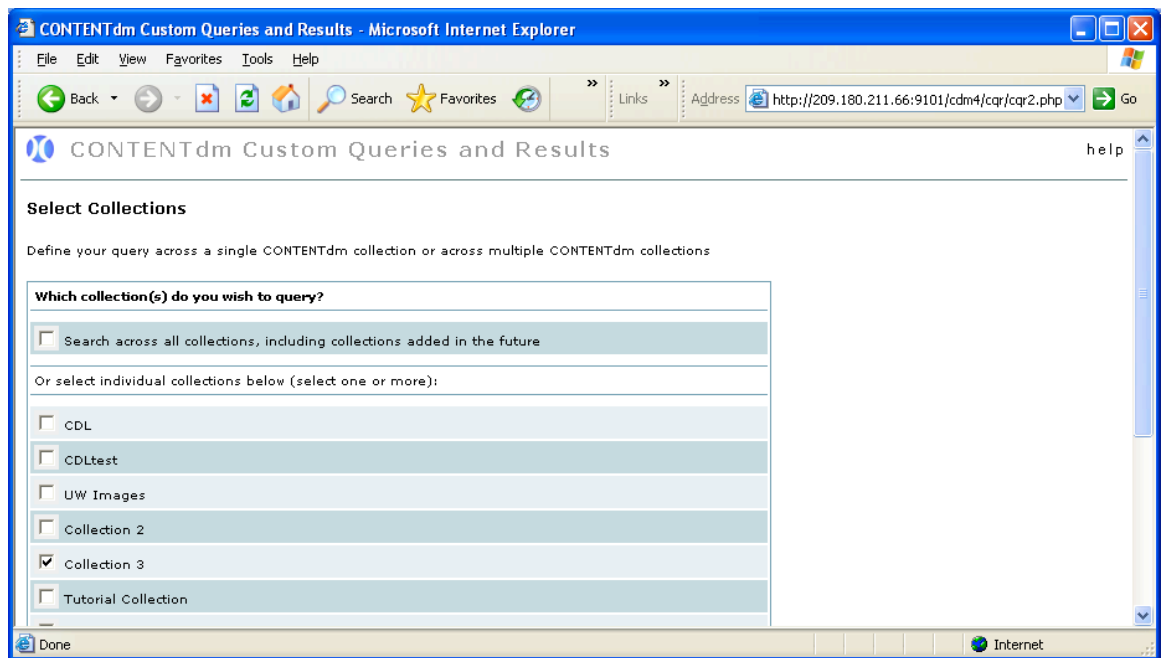 CONTENTdm Custom Queries and Results - Microsoft Internet Explorer
File Edit View Favorites Tools Help
Back Search Favorites » Links » Address http://209.180.211.66:9101/cdm4/cqr/cqr2.php Go
CONTENTdm Custom Queries and Results help
Select Collections
Define your query across a single CONTENTdm collection or across multiple CONTENTdm collections
Which collection(s) do you wish to query?
Search across all collections, including collections added in the future
Or select individual collections below (select one or more):
CDL
CDLtest
UW Images
Collection 2
Collection 3
Tutorial Collection
Done Internet